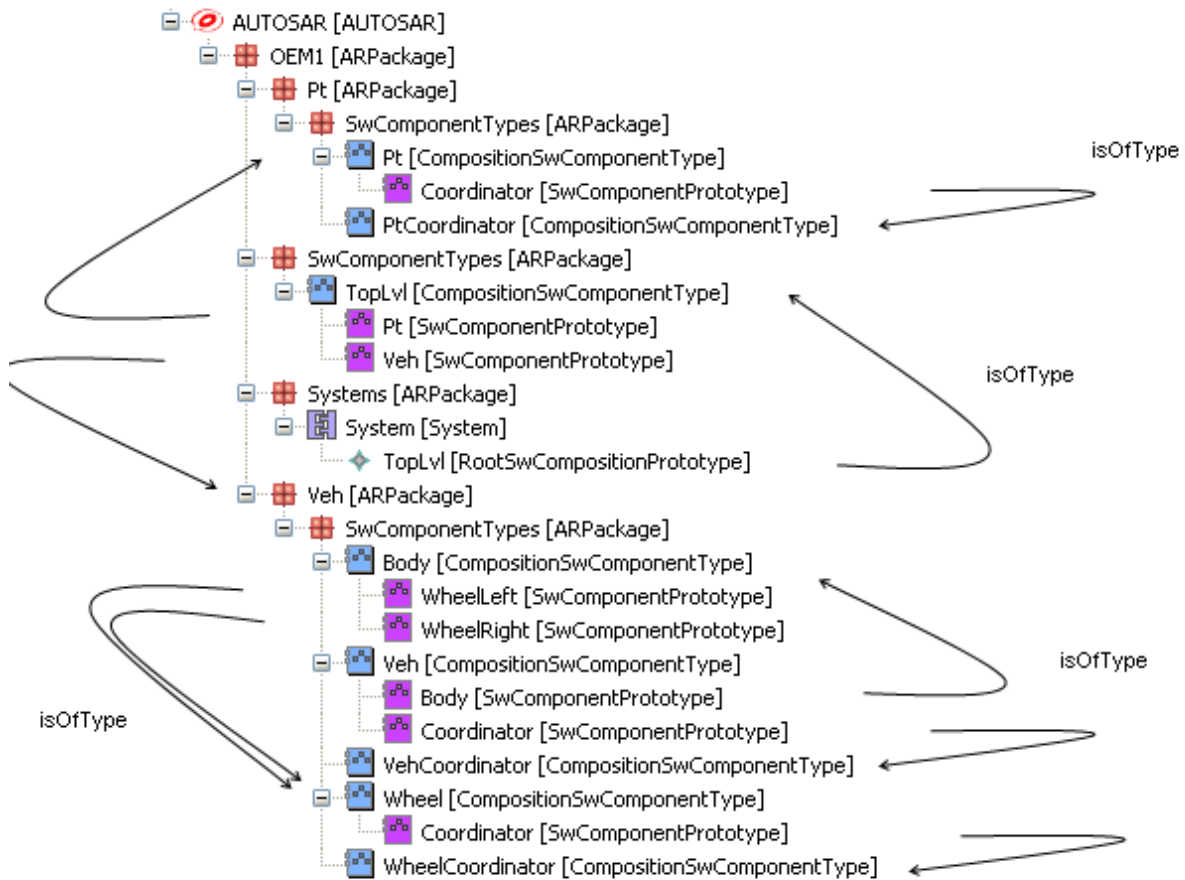 AUTOSAR [AUTOSAR]
OEM1 [ARPackage]
Pt [ARPackage]
SwComponentTypes [ARPackage]
Pt [CompositionSwComponentType]
isOfType
Coordinator [SwComponentPrototype]
PtCoordinator [CompositionSwComponentType]
SwComponentTypes [ARPackage]
TopLvl [CompositionSwComponentType]
Pt [SwComponentPrototype]
Veh [SwComponentPrototype]
isOfType
Systems [ARPackage]
System [System]
TopLvl [RootSwCompositionPrototype]
Veh [ARPackage]
SwComponentTypes [ARPackage]
Body [CompositionSwComponentType]
WheelLeft [SwComponentPrototype]
WheelRight [SwComponentPrototype]
Veh [CompositionSwComponentType]
isOfType
Body [SwComponentPrototype]
isOfType
Coordinator [SwComponentPrototype]
VehCoordinator [CompositionSwComponentType]
Wheel [CompositionSwComponentType]
Coordinator [SwComponentPrototype]
WheelCoordinator [CompositionSwComponentType]